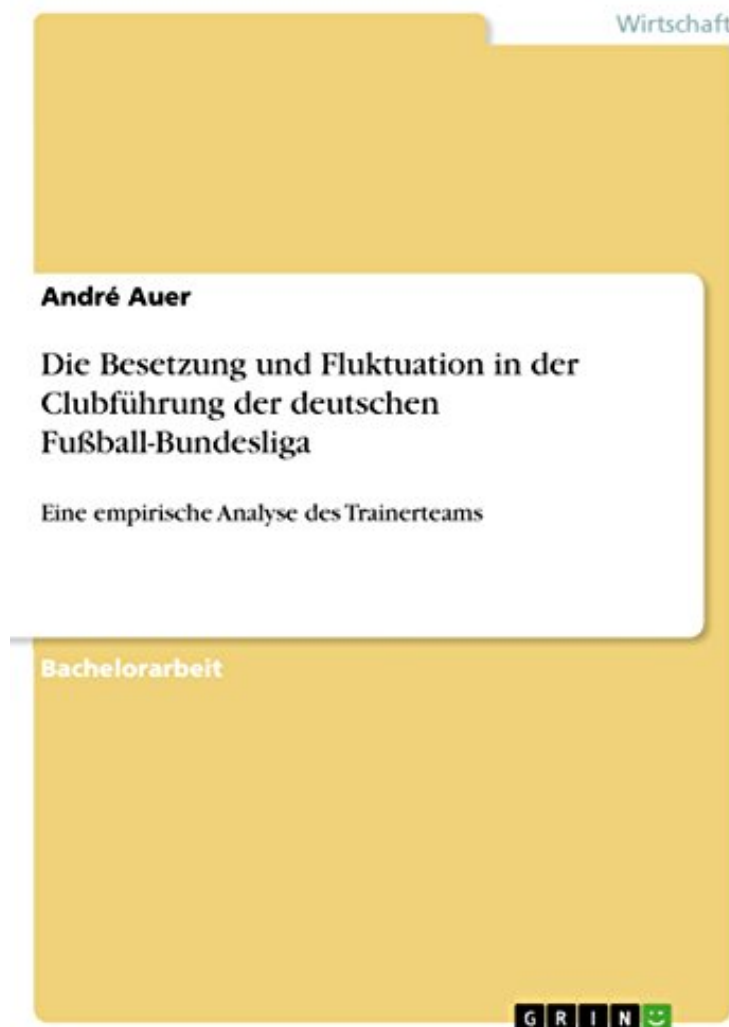 Wirtschaft
André Auer
Die Besetzung und Fluktuation in der
Clubführung der deutschen
Fußball-Bundesliga
Eine empirische Analyse des Trainerteams
Bachelorarbeit
GRIN